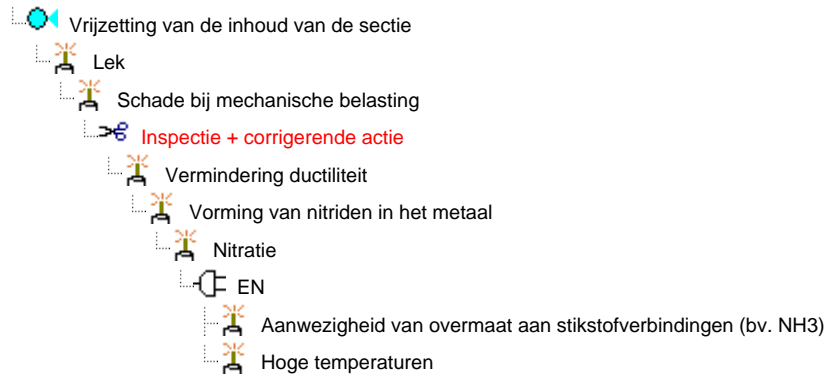 Vrijzetting van de inhoud van de sectie
Lek
Schade bij mechanische belasting
Inspectie + corrigerende actie
Vermindering ductiliteit
Vorming van nitriden in het metaal
Nitratie
EN
Aanwezigheid van overmaat aan stikstofverbindingen (bv. NH3)
Hoge temperaturen